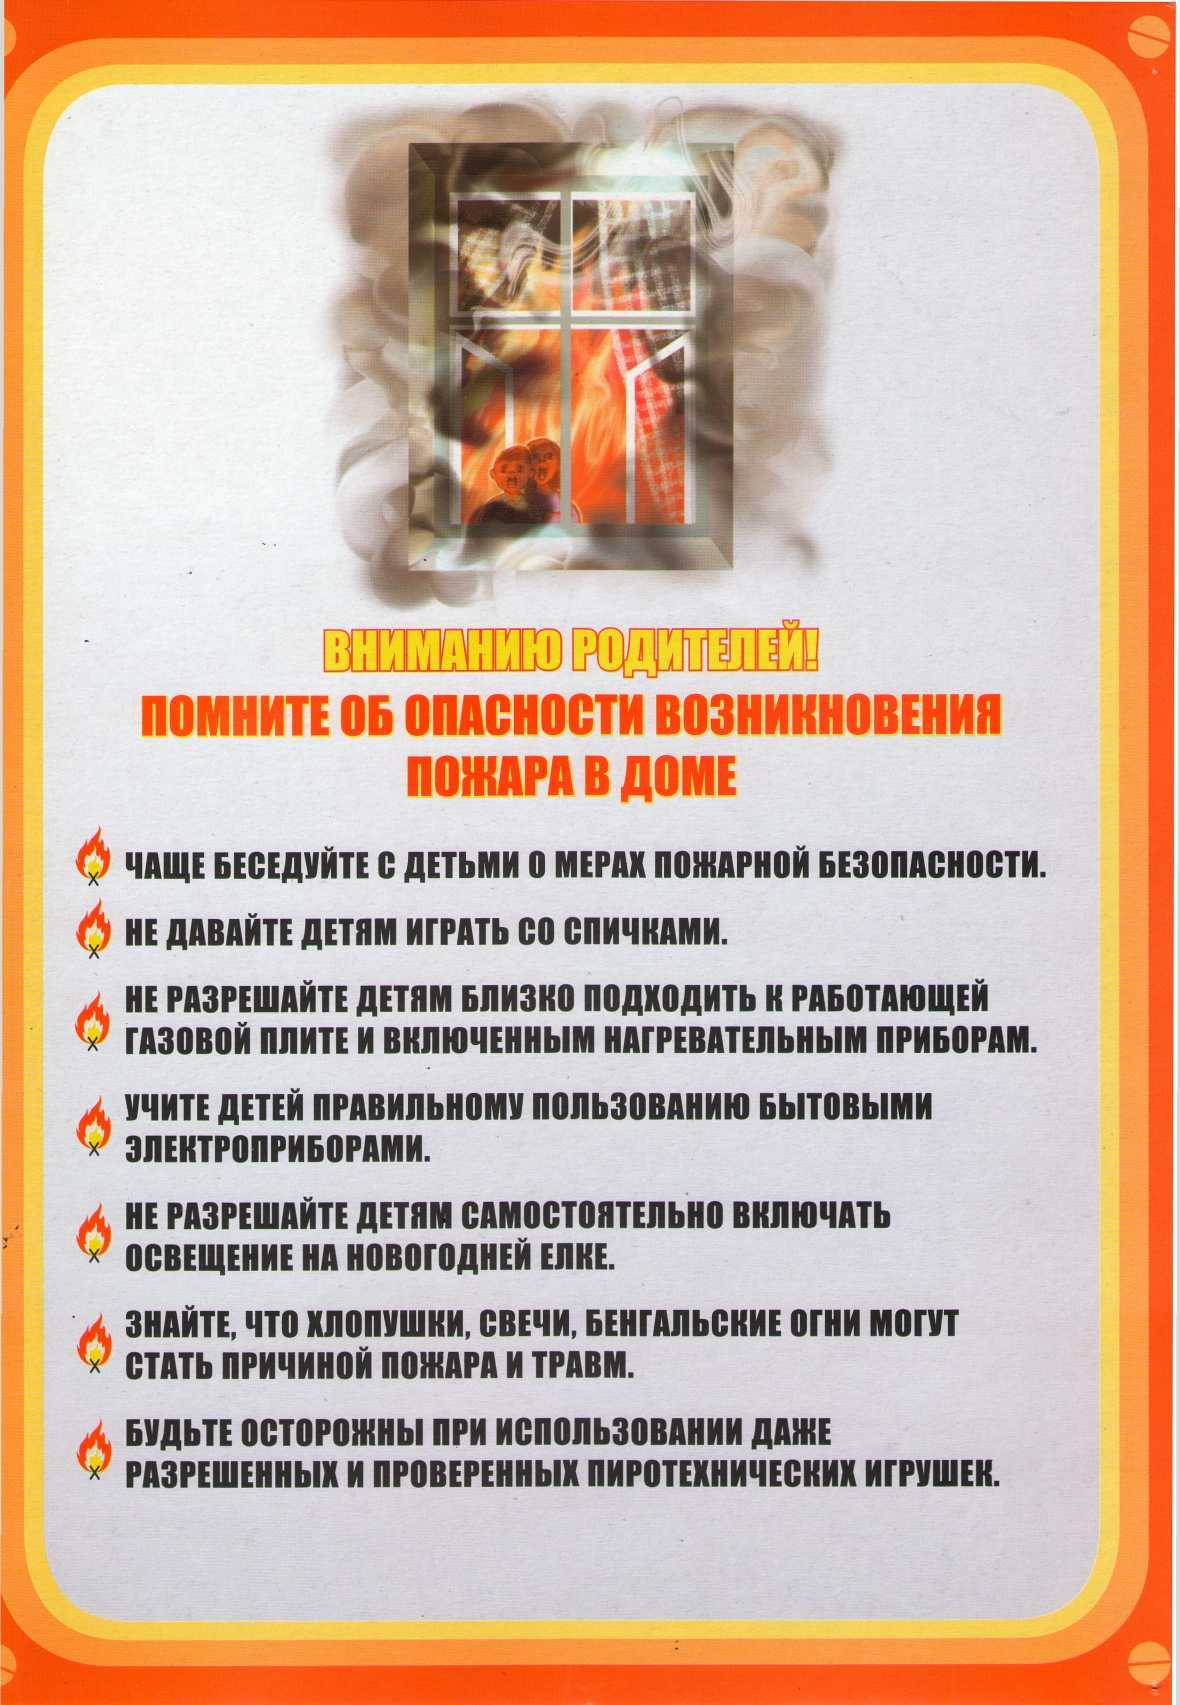 ВНИМАНИЮ РОДИТЕЛЕЙ!
ПОМНИТЕ ОБ ОПАСНОСТИ ВОЗНИКНОВЕНИЯ
ПОЖАРА В ДОМЕ
ЧАЩЕ БЕСЕДУЙТЕ С ДЕТЬМИ О МЕРАХ ПОЖАРНОЙ БЕЗОПАСНОСТИ.
НЕ ДАВАЙТЕ ДЕТЯМ ИГРАТЬ СО СПИЧКАМИ.
НЕ РАЗРЕШАЙТЕ ДЕТЯМ БЛИЗКО ПОДХОДИТЬ К РАБОТАЮЩЕЙ
ГАЗОВОЙ ПЛИТЕ И ВКЛЮЧЕННЫМ НАГРЕВАТЕЛЬНЫМ ПРИБОРАМ.
УЧИТЕ ДЕТЕЙ ПРАВИЛЬНОМУ ПОЛЬЗОВАНИЮ БЫТОВЫМИ
ЭЛЕКТРОПРИБОРАМИ.
НЕ РАЗРЕШАЙТЕ ДЕТЯМ САМОСТОЯТЕЛЬНО ВКЛЮЧАТЬ
ОСВЕЩЕНИЕ НА НОВОГОДНЕЙ ЕЛКЕ.
ЗНАЙТЕ, ЧТО ХЛОПУШКИ, СВЕЧИ, БЕНГАЛЬСКИЕ ОГНИ МОГУТ
СТАТЬ ПРИЧИНОЙ ПОЖАРА И ТРАВМ.
БУДЬТЕ ОСТОРОЖНЫ ПРИ ИСПОЛЬЗОВАНИИ ДАЖЕ
РАЗРЕШЕННЫХ И ПРОВЕРЕННЫХ ПИРОТЕХНИЧЕСКИХ ИГРУШЕК.